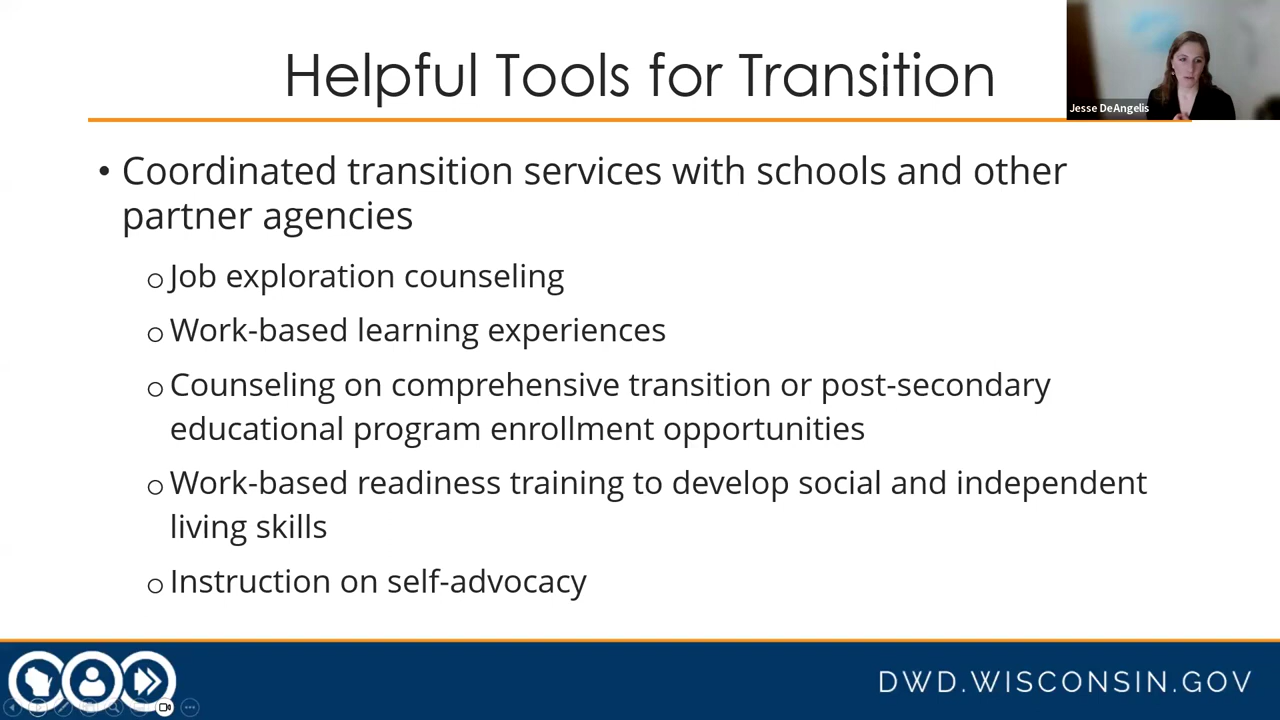 Helpful Tools for Transition
Jesse DeAngelis
• Coordinated transition services with schools and other
partner agencies
o Job exploration counseling
o Work-based learning experiences
o Counseling on comprehensive transition or post-secondary
educational program enrollment opportunities
o Work-based readiness training to develop social and independent
living skills
o Instruction on self-advocacy
DWD.WISCONSIN.GOV